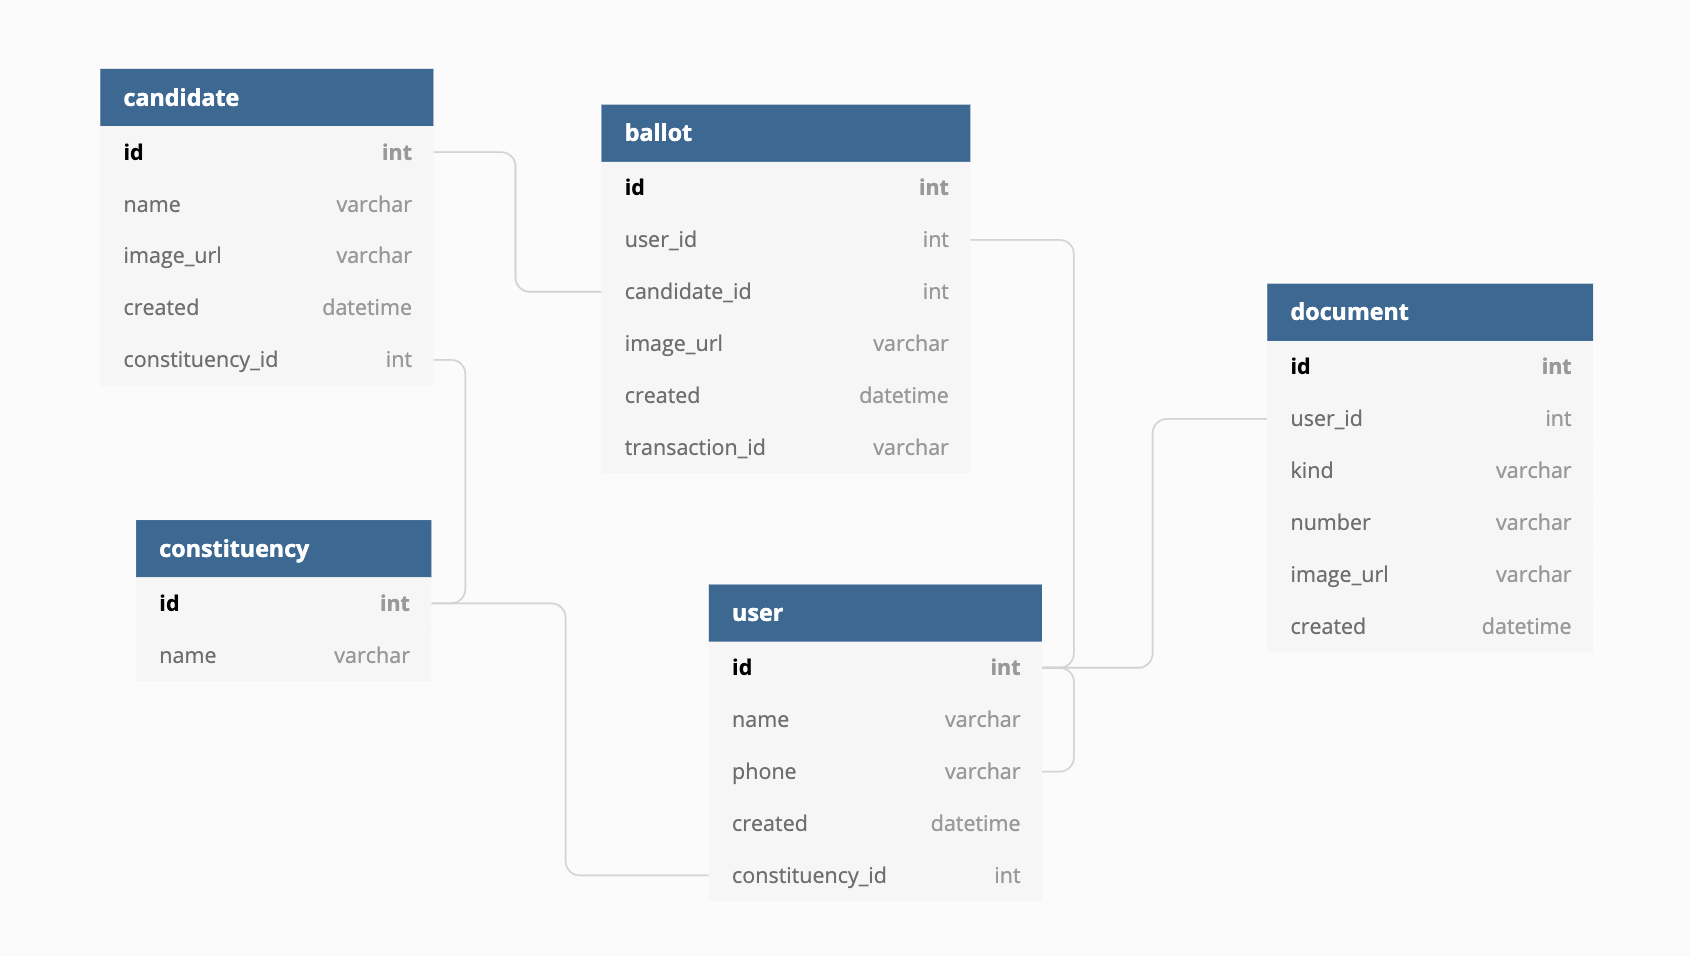 candidate
id int
name varchar
image_url varchar
created datetime
constituency_id int
ballot
id int
user_id int
candidate_id int
image_url varchar
created datetime
transaction_id varchar
document
id int
user_id int
kind varchar
number varchar
image_url varchar
created datetime
constituency
id int
name varchar
user
id int
name varchar
phone varchar
created datetime
constituency_id int